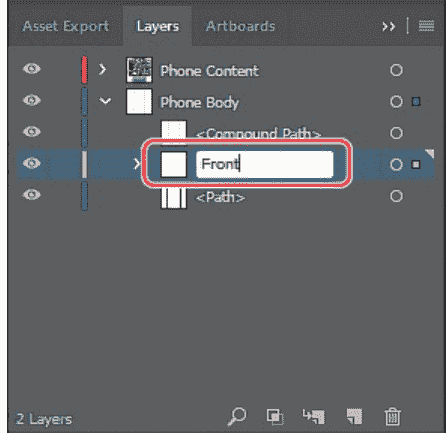 Asset Export Layers Artboards
Phone Content
Phone Body
<Compound Path>
Front
<Path>
2 Layers